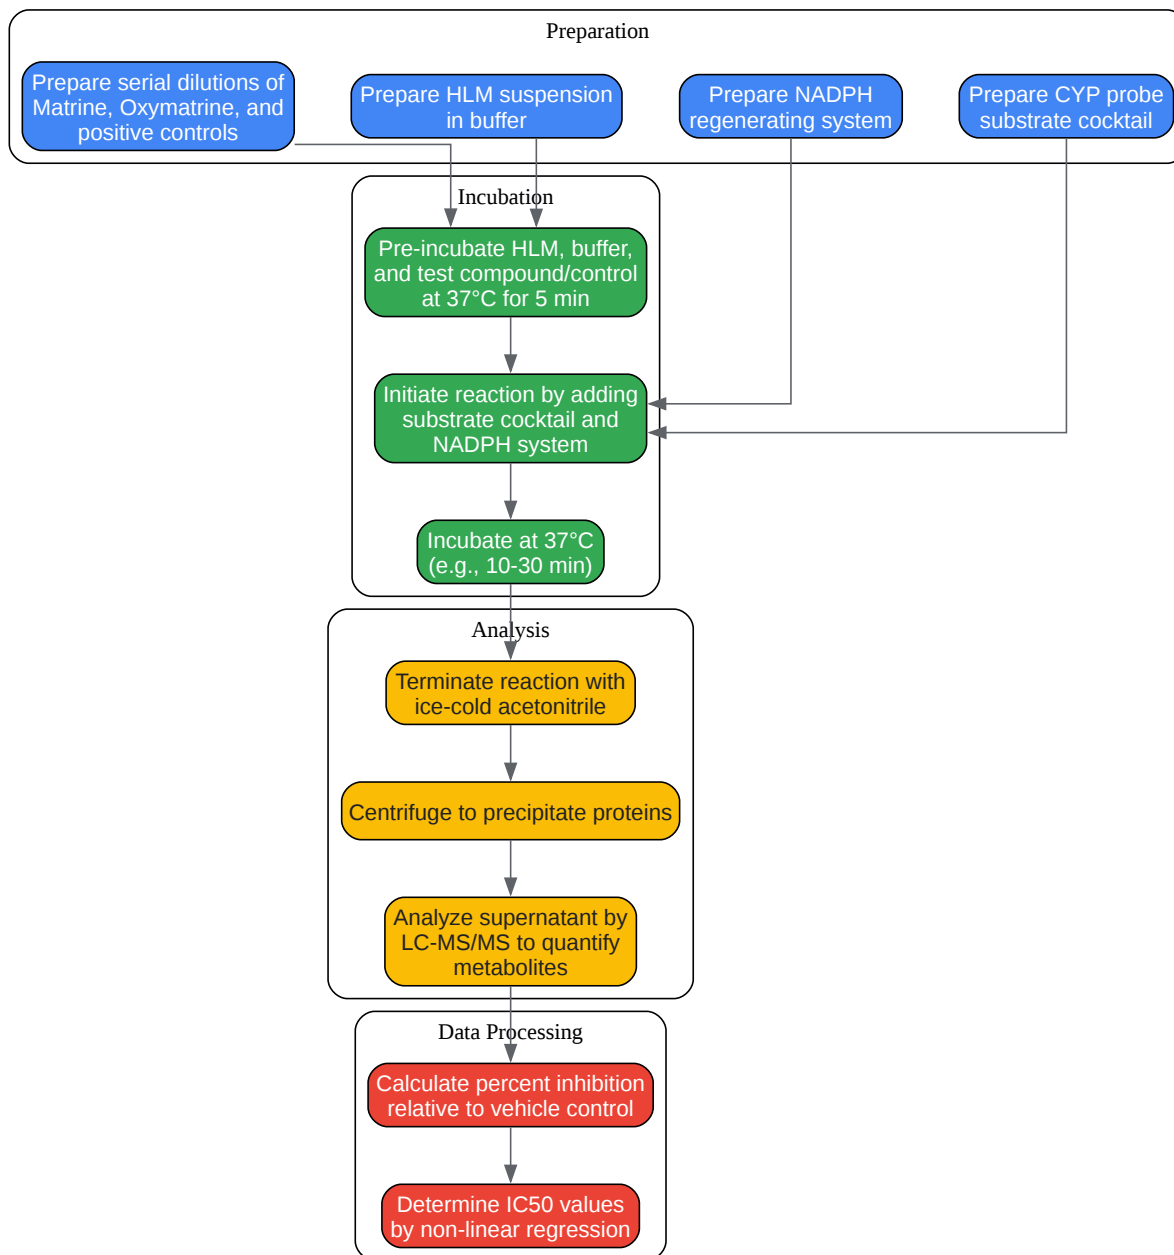 Preparation
Prepare serial dilutions of
Matrine, Oxymatrine, and
positive controls
Prepare HLM suspension
in buffer
Prepare NADPH
regenerating system
Prepare CYP probe
substrate cocktail
Incubation
Pre-incubate HLM, buffer,
and test compound/control
at 37°C for 5 min
Initiate reaction by adding
substrate cocktail and
NADPH system
Incubate at 37°C
(e.g., 10-30 min)
Analysis
Terminate reaction with
ice-cold acetonitrile
Centrifuge to precipitate proteins
Analyze supernatant by
LC-MS/MS to quantify
metabolites
Data Processing
Calculate percent inhibition
relative to vehicle control
Determine IC50 values
by non-linear regression